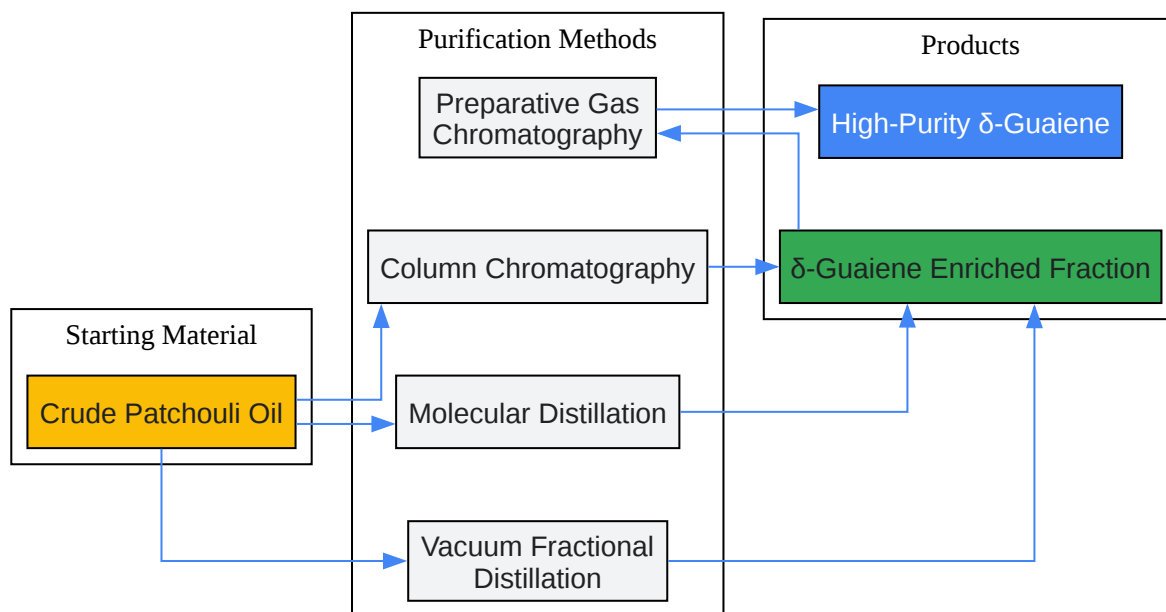 Starting Material
Crude Patchouli Oil
Purification Methods
Preparative Gas
Chromatography
Column Chromatography
Molecular Distillation
Vacuum Fractional
Distillation
Products
High-Purity δ-Guaiene
δ-Guaiene Enriched Fraction